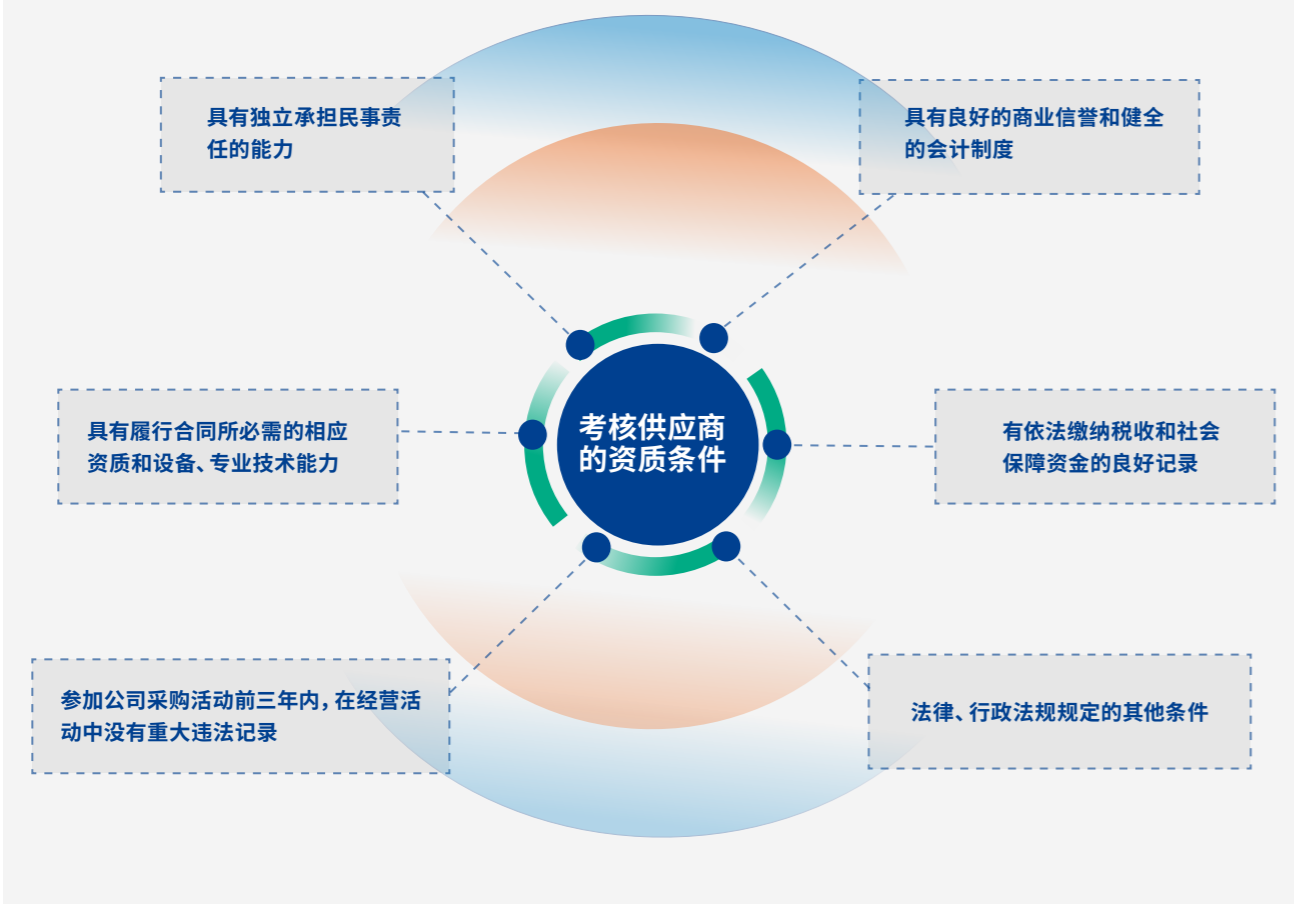 具有独立承担民事责
任的能力
具有良好的商业信誉和健全
的会计制度
具有履行合同所必需的相应
资质和设备、专业技术能力
考核供应商
的资质条件
有依法缴纳税收和社会
保障资金的良好记录
参加公司采购活动前三年内，在经营活
动中没有重大违法记录
法律、行政法规规定的其他条件